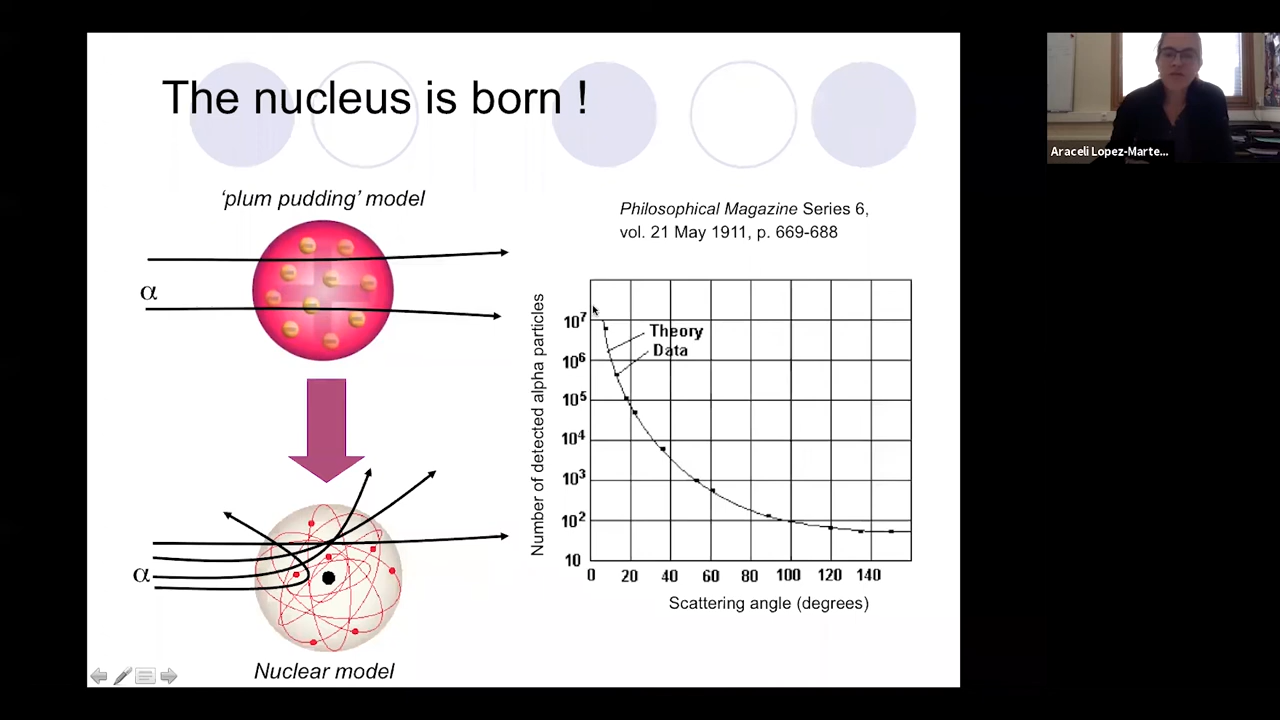 The nucleus is born !
'plum pudding' model
α
α
Nuclear model
Philosophical Magazine Series 6,
vol. 21 May 1911, p. 669-688
Number of detected alpha particles
10⁷
10⁶
10⁵
10⁴
10³
10²
10
Theory
Data
0 20 40 60 80 100 120 140
Scattering angle (degrees)
Araceli Lopez-Marte...